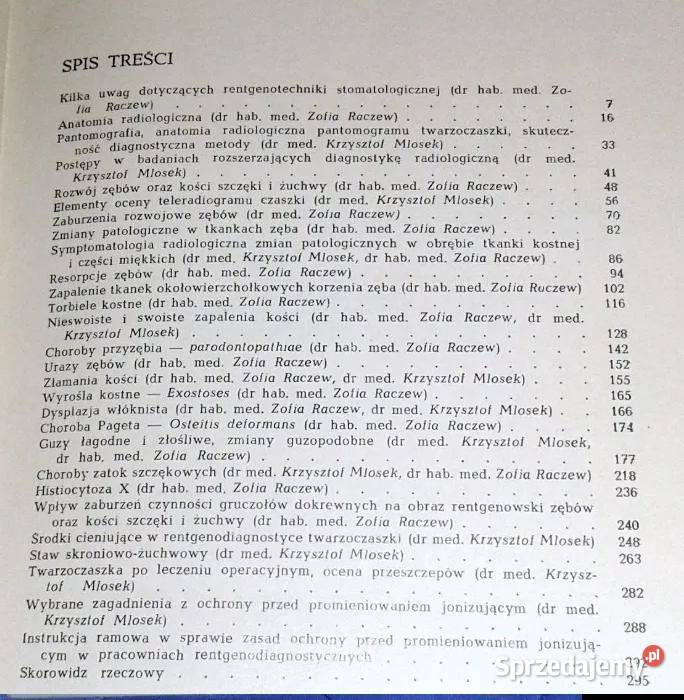 SPIS TREŚCI
Kilka uwag dotyczących rentgenotechniki stomatologicznej (dr hab. med. Zo-
fia Raczew) . . . . . . . . . . . . . 7
Anatomia radiologiczna (dr hab. med. Zofia Raczew) . . . . . . 16
Pantomografia, anatomia radiologiczna pantomogramu twarzoczaszki, skutecz-
ność diagnostyczna metody (dr med. Krzysztof Mlosek) . . . . . 33
Postępy w badaniach rozszerzających diagnostykę radiologiczną (dr med.
Krzysztof Mlosek) . . . . . . . . . . . . 41
Rozwój zębów oraz kości szczęki i żuchwy (dr hab. med. Zofia Raczew) . . . 48
Elementy oceny teleradiogramu czaszki (dr med. Krzysztof Mlosek) . . . 56
Zaburzenia rozwojowe zębów (dr med. Zofia Raczew) . . . . . 70
Zmiany patologiczne w tkankach zęba (dr hab. med. Zofia Raczew) . . . 82
Symptomatologia radiologiczna zmian patologicznych w obrębie tkanki kostnej
i części miękkich (dr med. Krzysztof Mlosek, dr hab. med. Zofia Raczew) . . 86
Resorpcje zębów (dr hab. med. Zofia Raczew) . . . . . . . 94
Zapalenie tkanek okołowierzchołkowych korzenia zęba (dr hab. med. Zofia Raczew) 102
Torbiele kostne (dr hab. med. Zofia Raczew) . . . . . . . 116
Nieswoiste i swoiste zapalenia kości (dr hab. med. Zofia Raczew, dr med.
Krzysztof Mlosek) . . . . . . . . . . . . 128
Choroby przyzębia — parodontopathiae (dr hab. med. Zofia Raczew) . . . 142
Urazy zębów (dr hab. med. Zofia Raczew) . . . . . . . 152
Złamania kości (dr hab. med. Zofia Raczew, dr med. Krzysztof Mlosek) . . . 155
Wyrośla kostne — Exostoses (dr hab. med. Zofia Raczew) . . . . . 165
Dysplazja włóknista (dr hab. med. Zofia Raczew, dr med. Krzysztof Mlosek) . . 166
Choroba Pageta — Osteitis deformans (dr hab. med. Zofia Raczew) . . . 174
Guzy łagodne i złośliwe, zmiany guzopodobne (dr med. Krzysztof Mlosek,
dr hab. med. Zofia Raczew) . . . . . . . . . . 177
Choroby zatok szczękowych (dr med. Krzysztof Mlosek, dr hab. med. Zofia Raczew) 218
Histiocytoza X (dr hab. med. Zofia Raczew) . . . . . . . 236
Wpływ zaburzeń czynności gruczołów dokrewnych na obraz rentgenowski zębów
oraz kości szczęki i żuchwy (dr hab. med. Zofia Raczew) . . . . 240
Środki cieniujące w rentgenodiagnostyce twarzoczaszki (dr med. Krzysztof Mlosek) 248
Staw skroniowo-żuchwowy (dr med. Krzysztof Mlosek) . . . . . 263
Twarzoczaszka po leczeniu operacyjnym, ocena przeszczepów (dr med. Krzysz-
tof Mlosek) . . . . . . . . . . . . . 282
Wybrane zagadnienia z ochrony przed promieniowaniem jonizującym (dr med.
Krzysztof Mlosek) . . . . . . . . . . . . 288
Instrukcja ramowa w sprawie zasad ochrony przed promieniowaniem jonizują-
cym w pracowniach rentgenodiagnostycznych . . . . . . . 292
Skorowidz rzeczowy . . . . . . . . . . . . 295
Sprzedajemy.pl